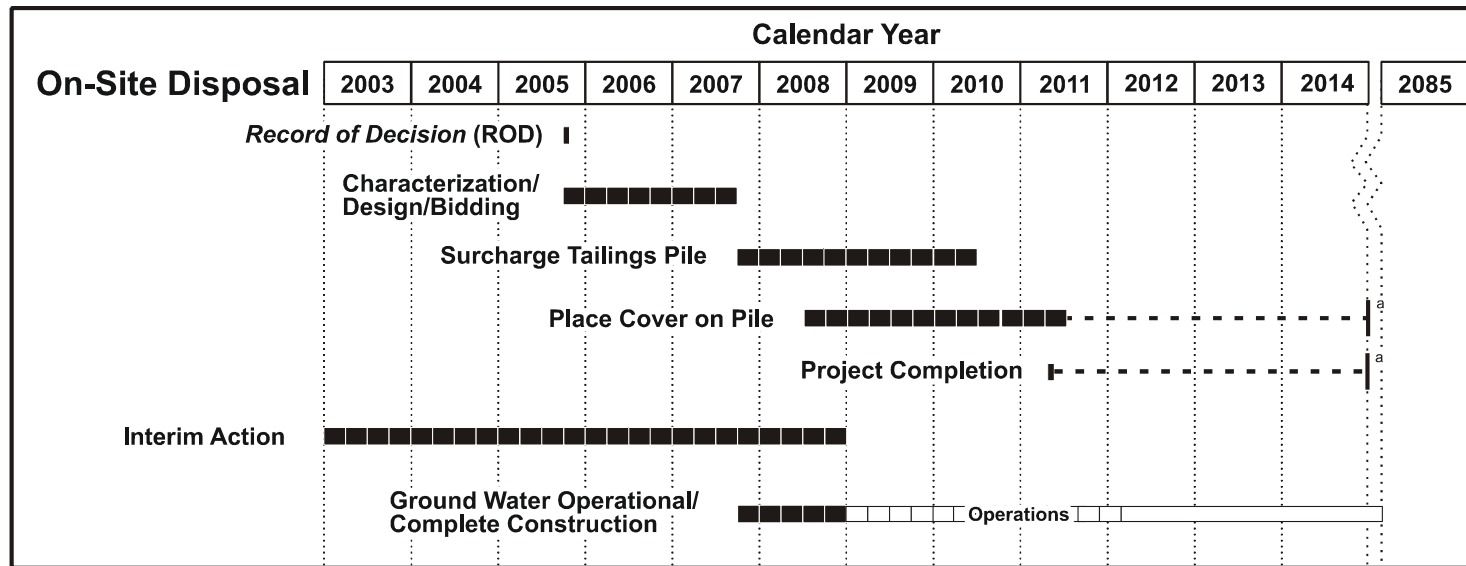 Calendar Year
On-Site Disposal 2003 2004 2005 2006 2007 2008 2009 2010 2011 2012 2013 2014 2085
Record of Decision (ROD)
Characterization/
Design/Bidding
Surcharge Tailings Pile
Place Cover on Pile a
Project Completion a
Interim Action
Ground Water Operational/
Complete Construction
Operations